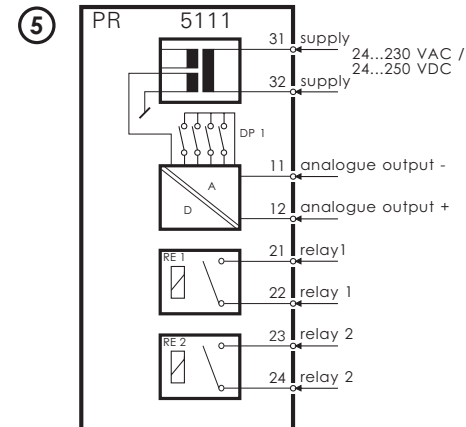 5
PR 5111
31 supply
24...230 VAC /
24...250 VDC
32 supply
DP 1
11 analogue output -
A
D
12 analogue output +
21 relay1
RE 1
22 relay 1
23 relay 2
RE 2
24 relay 2